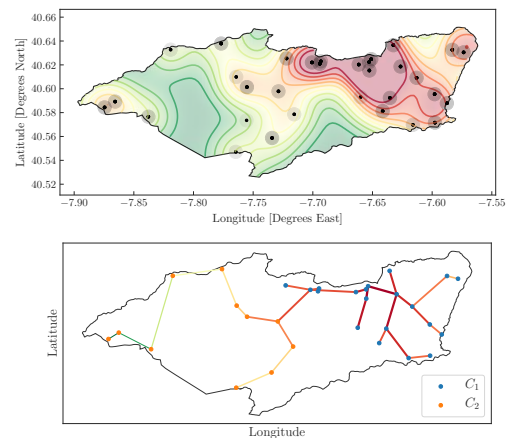 40.66
40.64
40.62
40.60
40.58
40.56
40.54
40.52
Latitude [Degrees North]
−7.90 −7.85 −7.80 −7.75 −7.70 −7.65 −7.60 −7.55
Longitude [Degrees East]
Latitude
C₁
C₂
Longitude